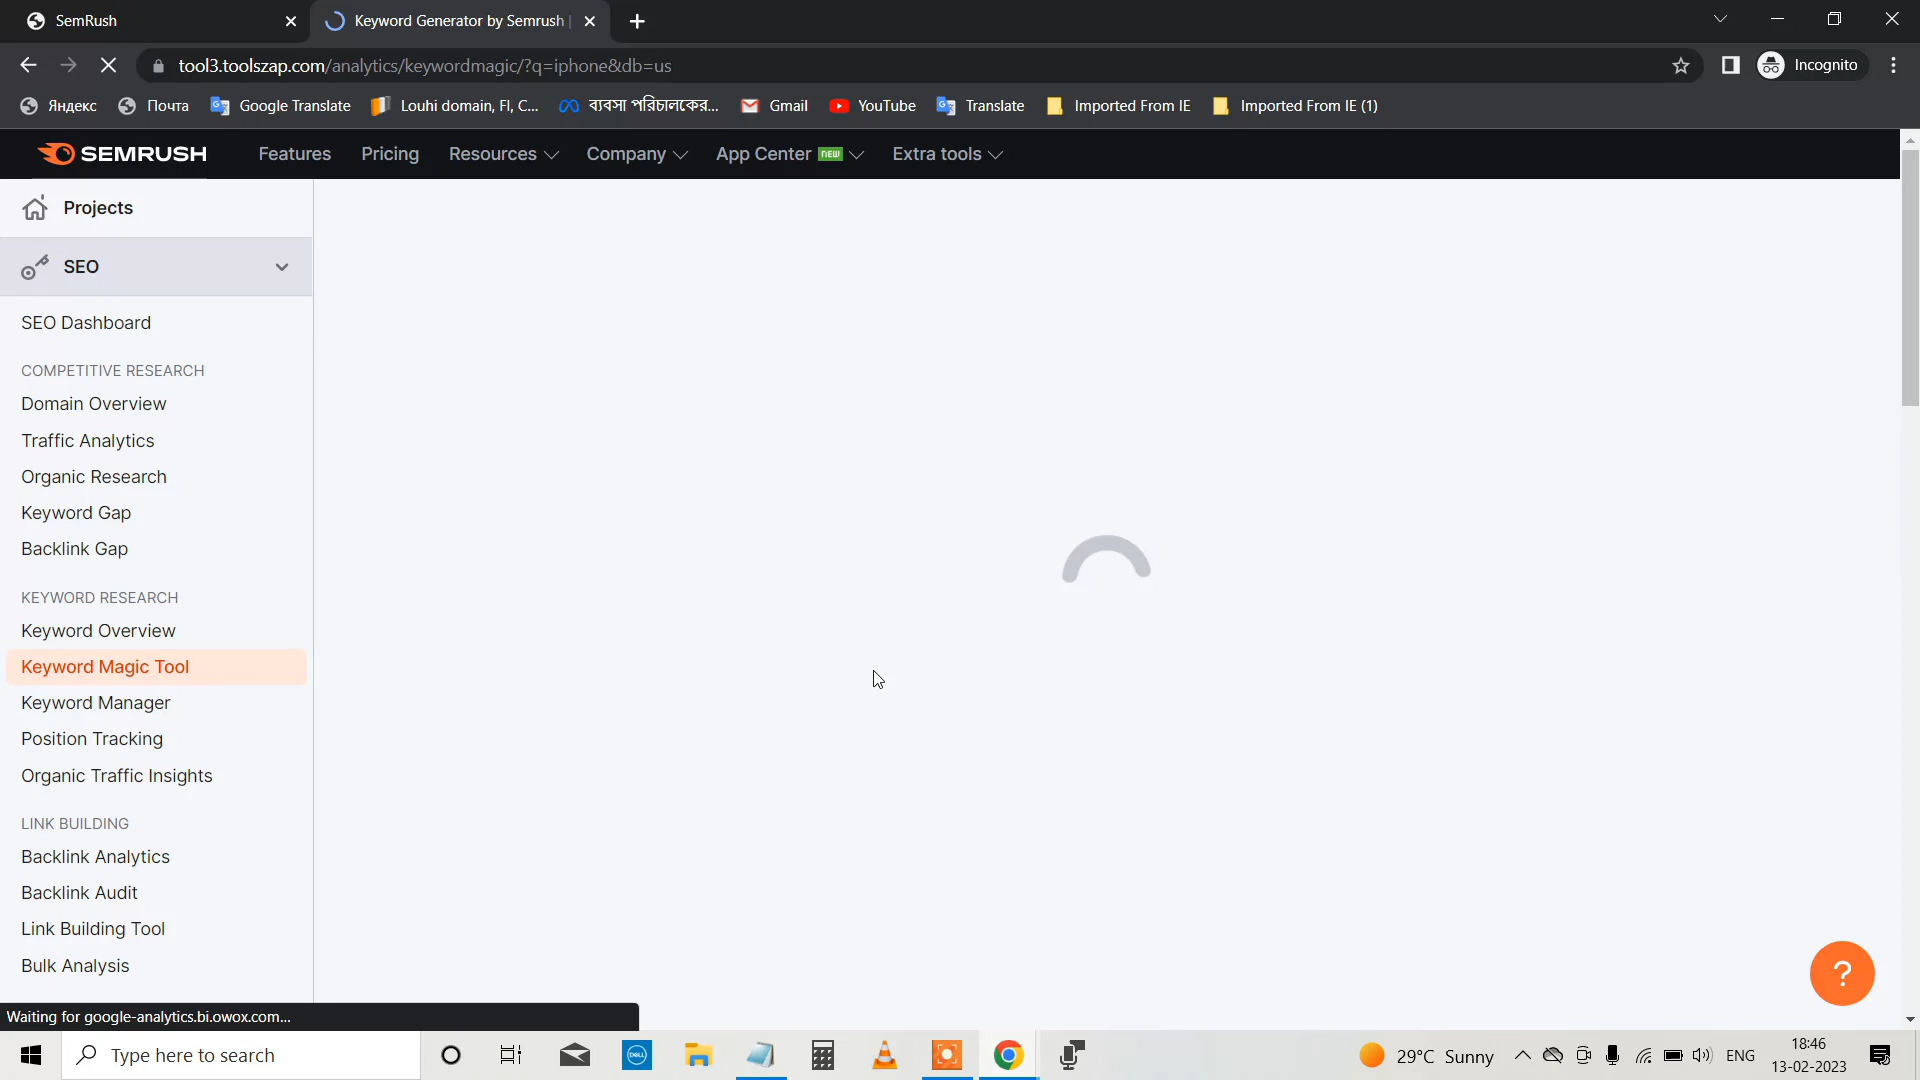 SemRush
Keyword Generator by Semrush |
tool3.toolszap.com/analytics/keywordmagic/?q=iphone&db=us
Incognito
Яндекс
Почта
Google Translate
Louhi domain, Fl, C...
ব্যবসা পরিচালকের...
Gmail
YouTube
Translate
Imported From IE
Imported From IE (1)
SEMRUSH
Features
Pricing
Resources
Company
App Center new
Extra tools
Projects
SEO
SEO Dashboard
COMPETITIVE RESEARCH
Domain Overview
Traffic Analytics
Organic Research
Keyword Gap
Backlink Gap
KEYWORD RESEARCH
Keyword Overview
Keyword Magic Tool
Keyword Manager
Position Tracking
Organic Traffic Insights
LINK BUILDING
Backlink Analytics
Backlink Audit
Link Building Tool
Bulk Analysis
?
Waiting for google-analytics.bi.owox.com...
Type here to search
DELL
29°C Sunny
ENG
18:46
13-02-2023